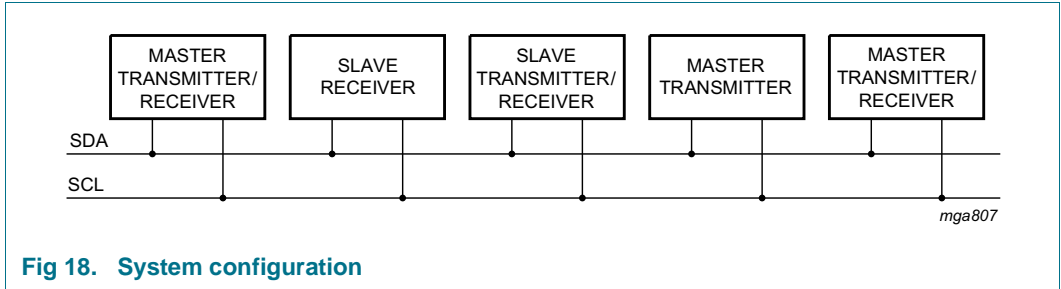 MASTER
TRANSMITTER/
RECEIVER
SLAVE
RECEIVER
SLAVE
TRANSMITTER/
RECEIVER
MASTER
TRANSMITTER
MASTER
TRANSMITTER/
RECEIVER
SDA
SCL
mga807
Fig 18. System configuration